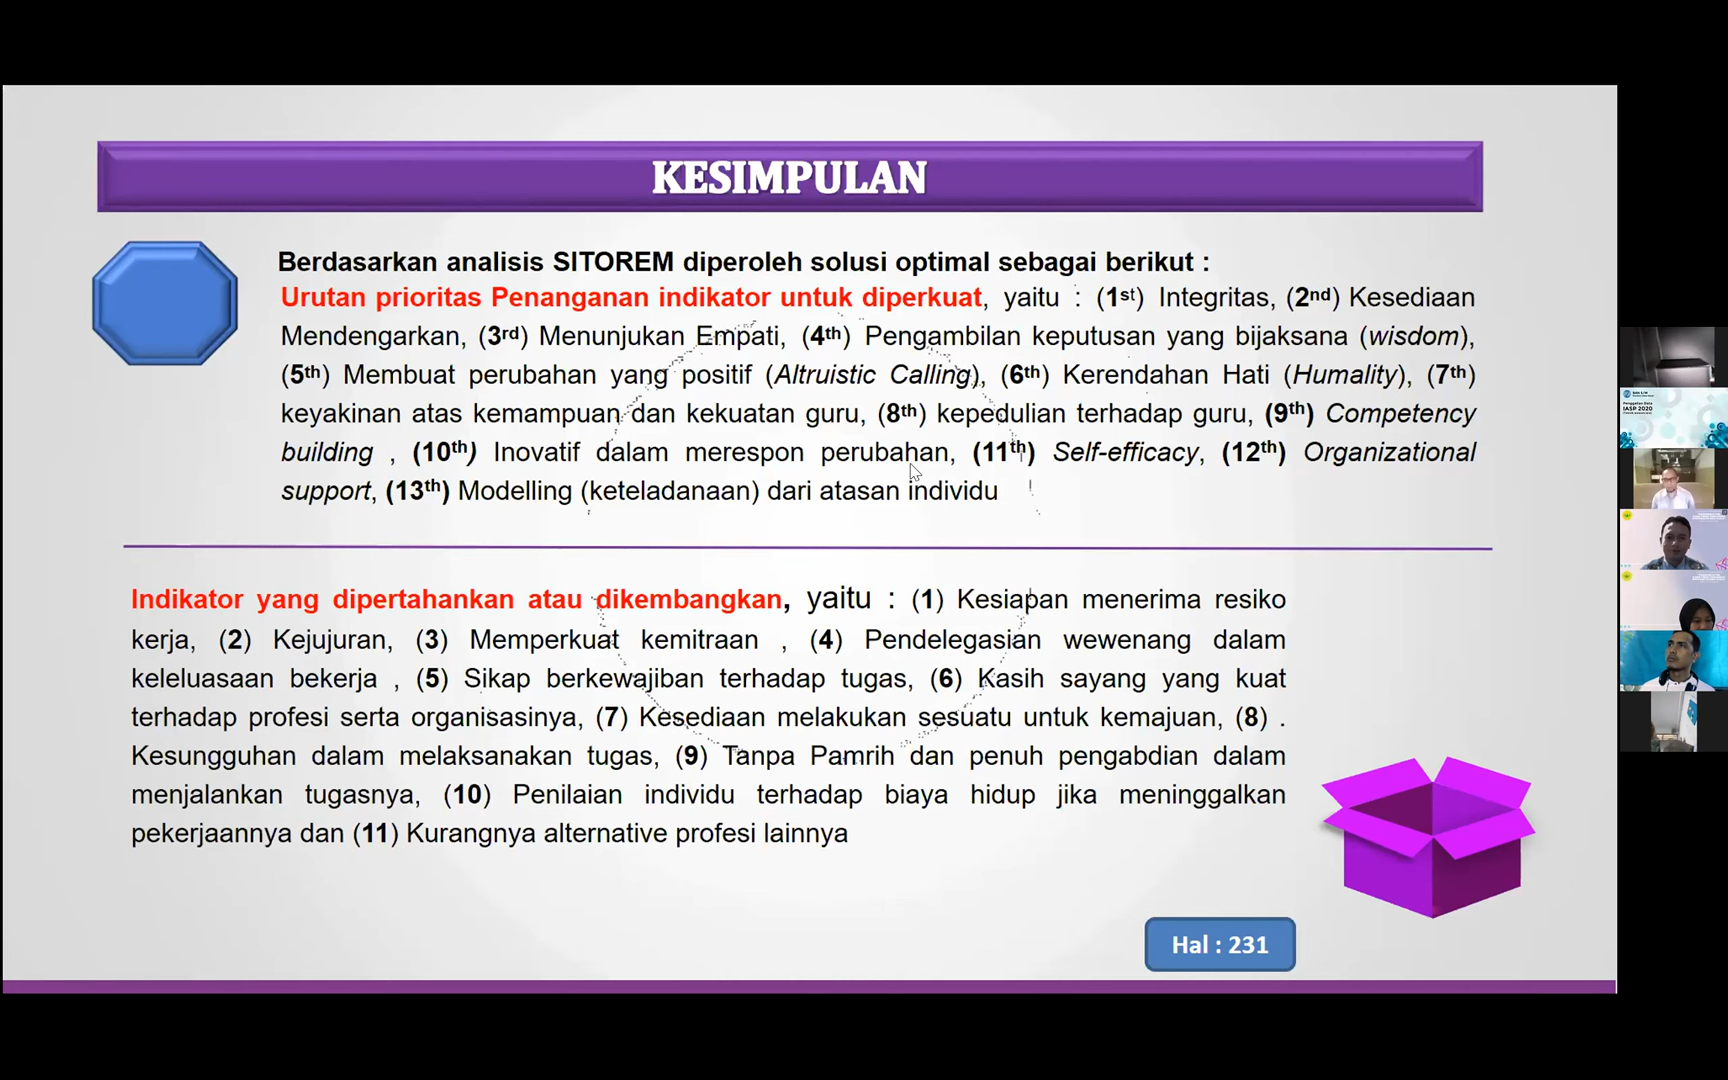 KESIMPULAN
Berdasarkan analisis SITOREM diperoleh solusi optimal sebagai berikut :
Urutan prioritas Penanganan indikator untuk diperkuat, yaitu : (1st) Integritas, (2nd) Kesediaan
Mendengarkan, (3rd) Menunjukan Empati, (4th) Pengambilan keputusan yang bijaksana (wisdom),
(5th) Membuat perubahan yang positif (Altruistic Calling), (6th) Kerendahan Hati (Humality), (7th)
keyakinan atas kemampuan dan kekuatan guru, (8th) kepedulian terhadap guru, (9th) Competency
building , (10th) Inovatif dalam merespon perubahan, (11th) Self-efficacy, (12th) Organizational
support, (13th) Modelling (keteladanaan) dari atasan individu
Indikator yang dipertahankan atau dikembangkan, yaitu : (1) Kesiapan menerima resiko
kerja, (2) Kejujuran, (3) Memperkuat kemitraan , (4) Pendelegasian wewenang dalam
keleluasaan bekerja , (5) Sikap berkewajiban terhadap tugas, (6) Kasih sayang yang kuat
terhadap profesi serta organisasinya, (7) Kesediaan melakukan sesuatu untuk kemajuan, (8) .
Kesungguhan dalam melaksanakan tugas, (9) Tanpa Pamrih dan penuh pengabdian dalam
menjalankan tugasnya, (10) Penilaian individu terhadap biaya hidup jika meninggalkan
pekerjaannya dan (11) Kurangnya alternative profesi lainnya
Hal : 231
IASP 2020